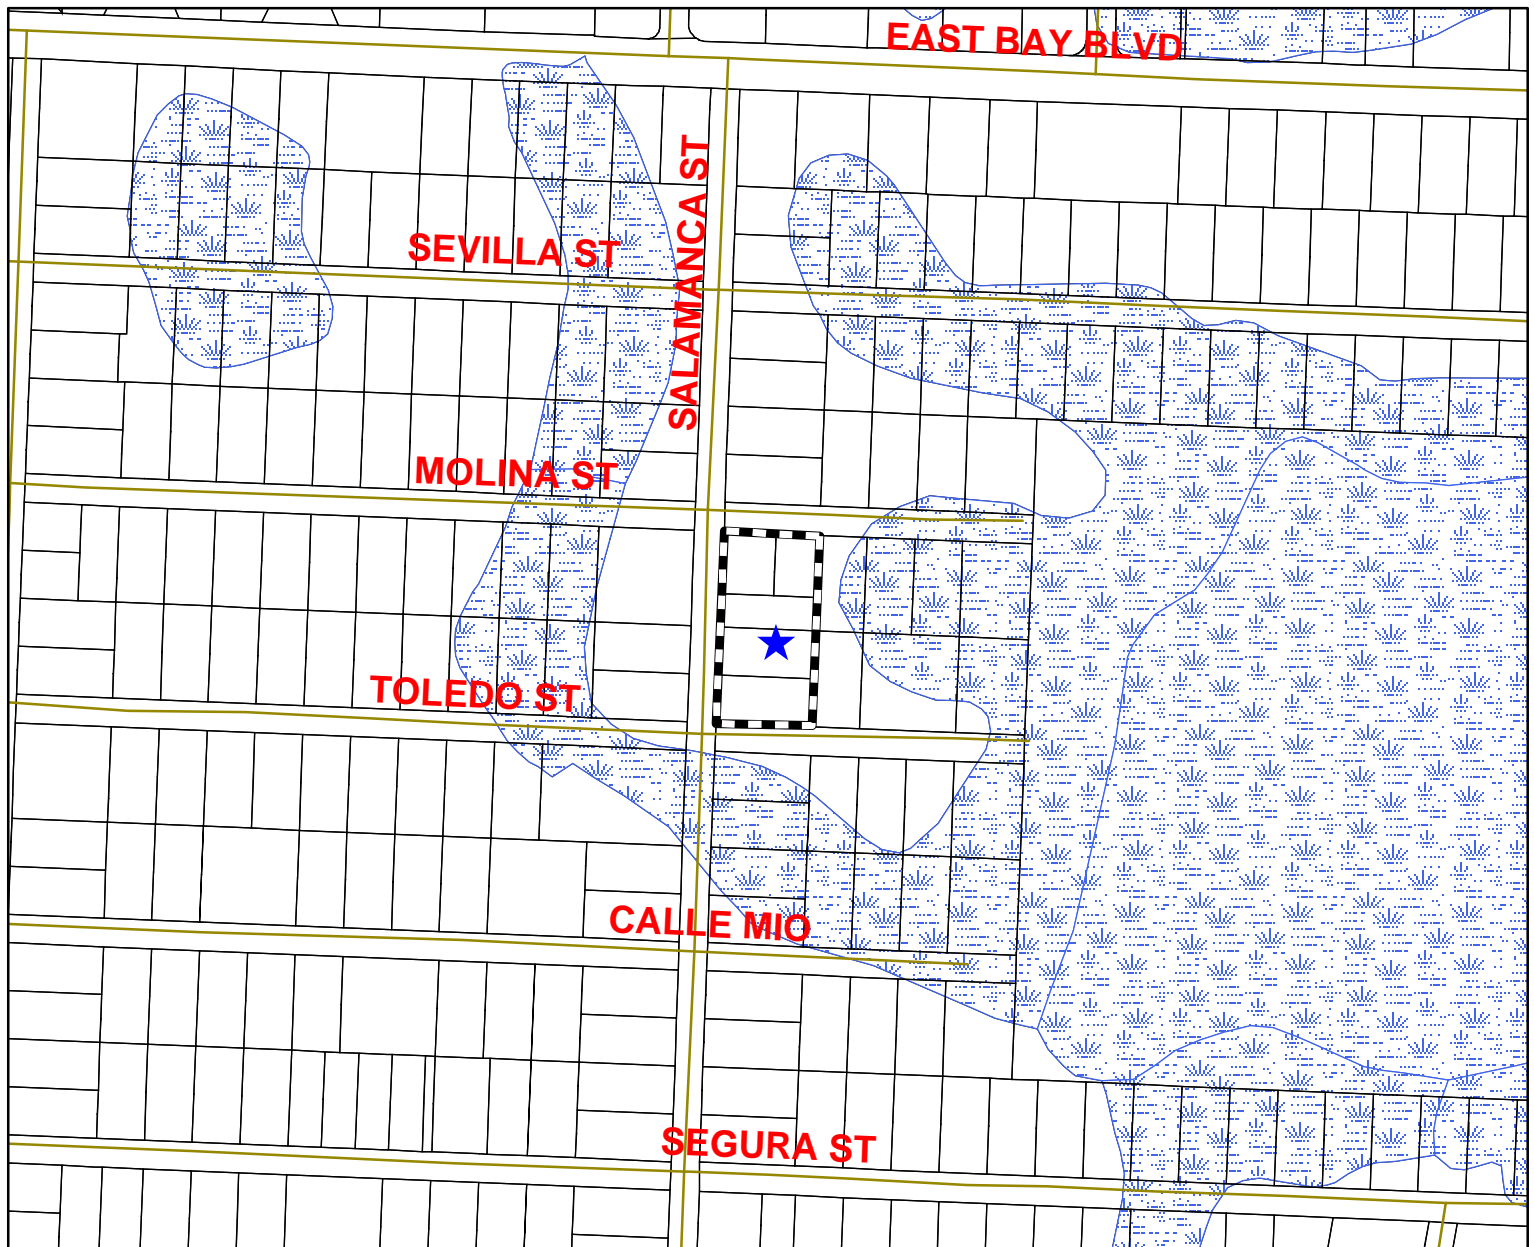 EAST BAY BLVD
SALAMANCA ST
SEVILLA ST
MOLINA ST
TOLEDO ST
CALLE MIO
SEGURA ST